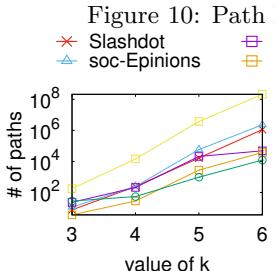 Figure 10: Path
Slashdot
soc-Epinions
10^8
10^6
10^4
10^2
# of paths
3 4 5 6
value of k